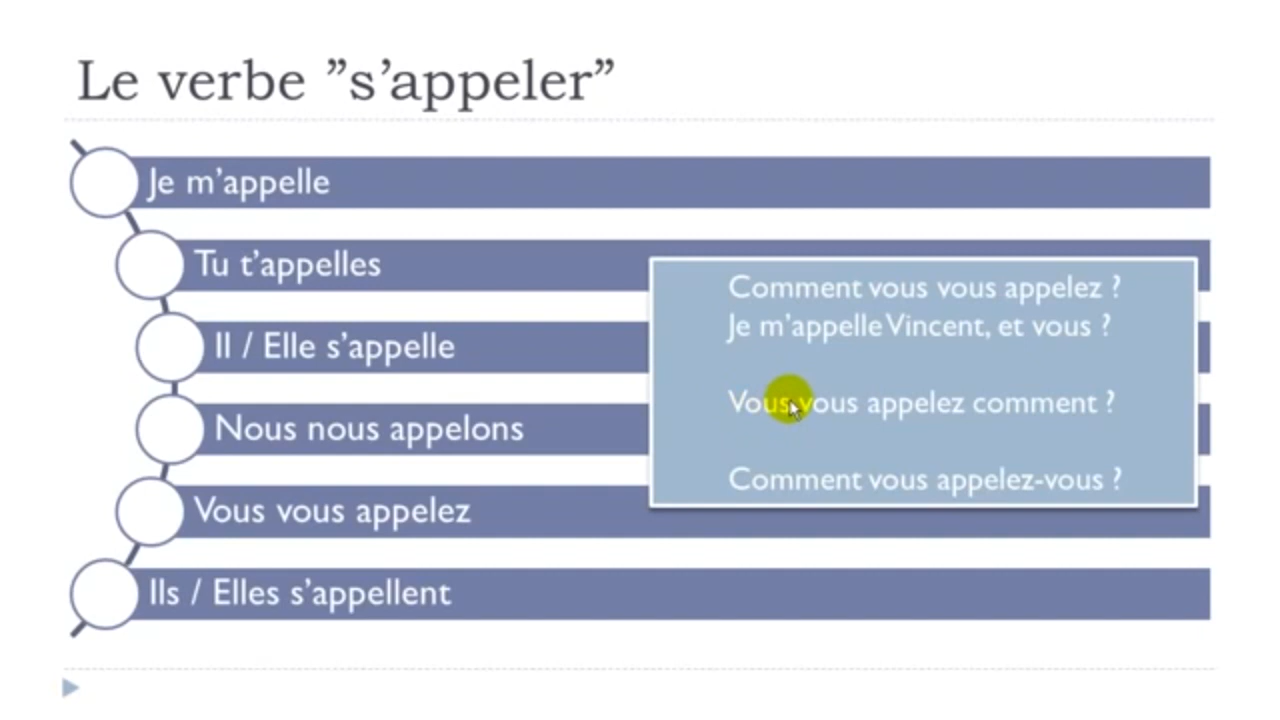 Le verbe ”s’appeler”
Je m’appelle
Tu t’appelles
Il / Elle s’appelle
Nous nous appelons
Vous vous appelez
Ils / Elles s’appellent
Comment vous vous appelez ?
Je m’appelle Vincent, et vous ?
Vous vous appelez comment ?
Comment vous appelez-vous ?